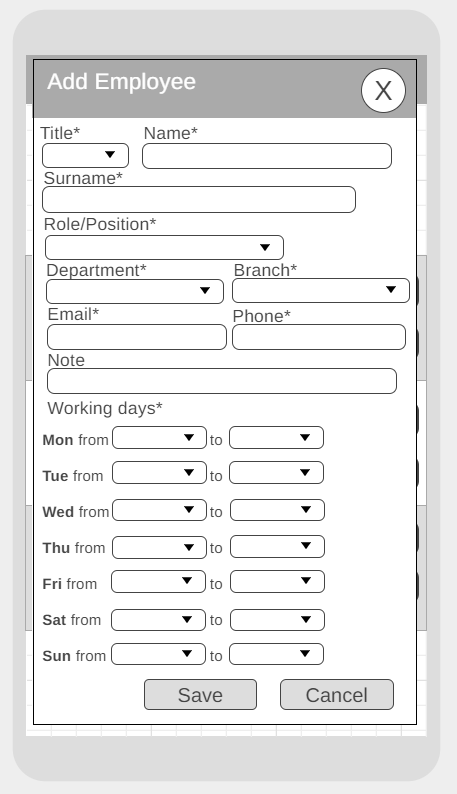 Add Employee X
Title* Name*
Surname*
Role/Position*
Department* Branch*
Email* Phone*
Note
Working days*
Mon from to
Tue from to
Wed from to
Thu from to
Fri from to
Sat from to
Sun from to
Save Cancel